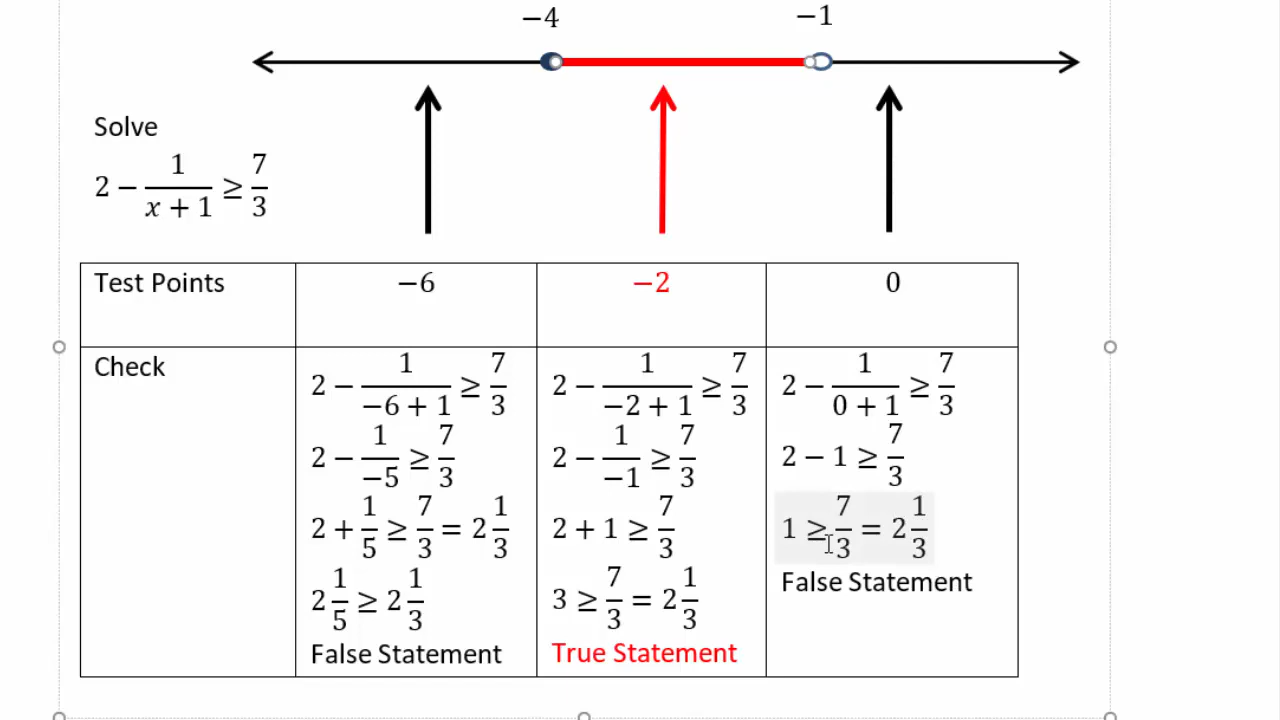 −4 −1
Solve
2 − 1/(x + 1) ≥ 7/3
Test Points −6 −2 0
Check
2 − 1/(−6 + 1) ≥ 7/3
2 − 1/(−5) ≥ 7/3
2 + 1/5 ≥ 7/3 = 2 1/3
2 1/5 ≥ 2 1/3
False Statement
2 − 1/(−2 + 1) ≥ 7/3
2 − 1/(−1) ≥ 7/3
2 + 1 ≥ 7/3
3 ≥ 7/3 = 2 1/3
True Statement
2 − 1/(0 + 1) ≥ 7/3
2 − 1 ≥ 7/3
1 ≥ 7/3 = 2 1/3
False Statement